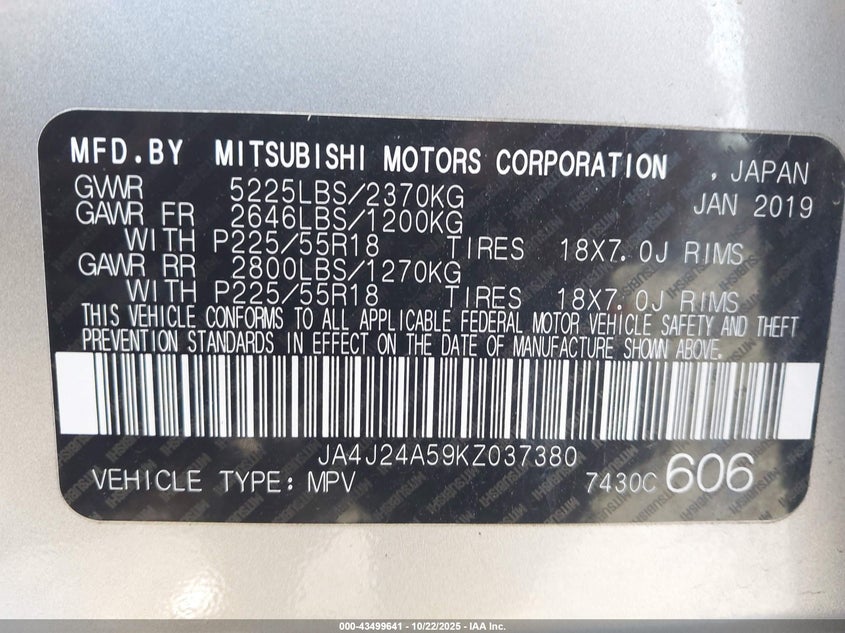 MFD.BY MITSUBISHI MOTORS CORPORATION , JAPAN
GVWR 5225LBS/2370KG JAN 2019
GAWR FR 2646LBS/1200KG
WITH P225/55R18 TIRES 18X7.0J RIMS
GAWR RR 2800LBS/1270KG
WITH P225/55R18 TIRES 18X7.0J RIMS
THIS VEHICLE CONFORMS TO ALL APPLICABLE FEDERAL MOTOR VEHICLE SAFETY AND THEFT
PREVENTION STANDARDS IN EFFECT ON THE DATE OF MANUFACTURE SHOWN ABOVE.
JA4J24A59KZ037380
VEHICLE TYPE: MPV 7430C 606
000-43499641 - 10/22/2025 - IAA Inc.